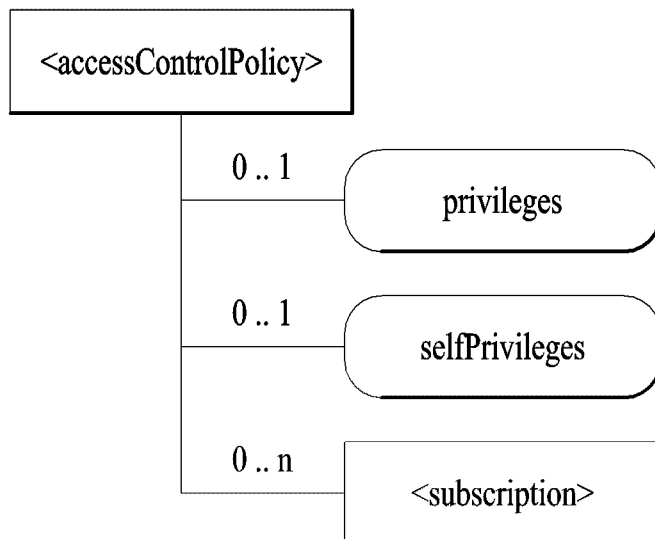 <accessControlPolicy>
0 .. 1
privileges
0 .. 1
selfPrivileges
0 .. n
<subscription>